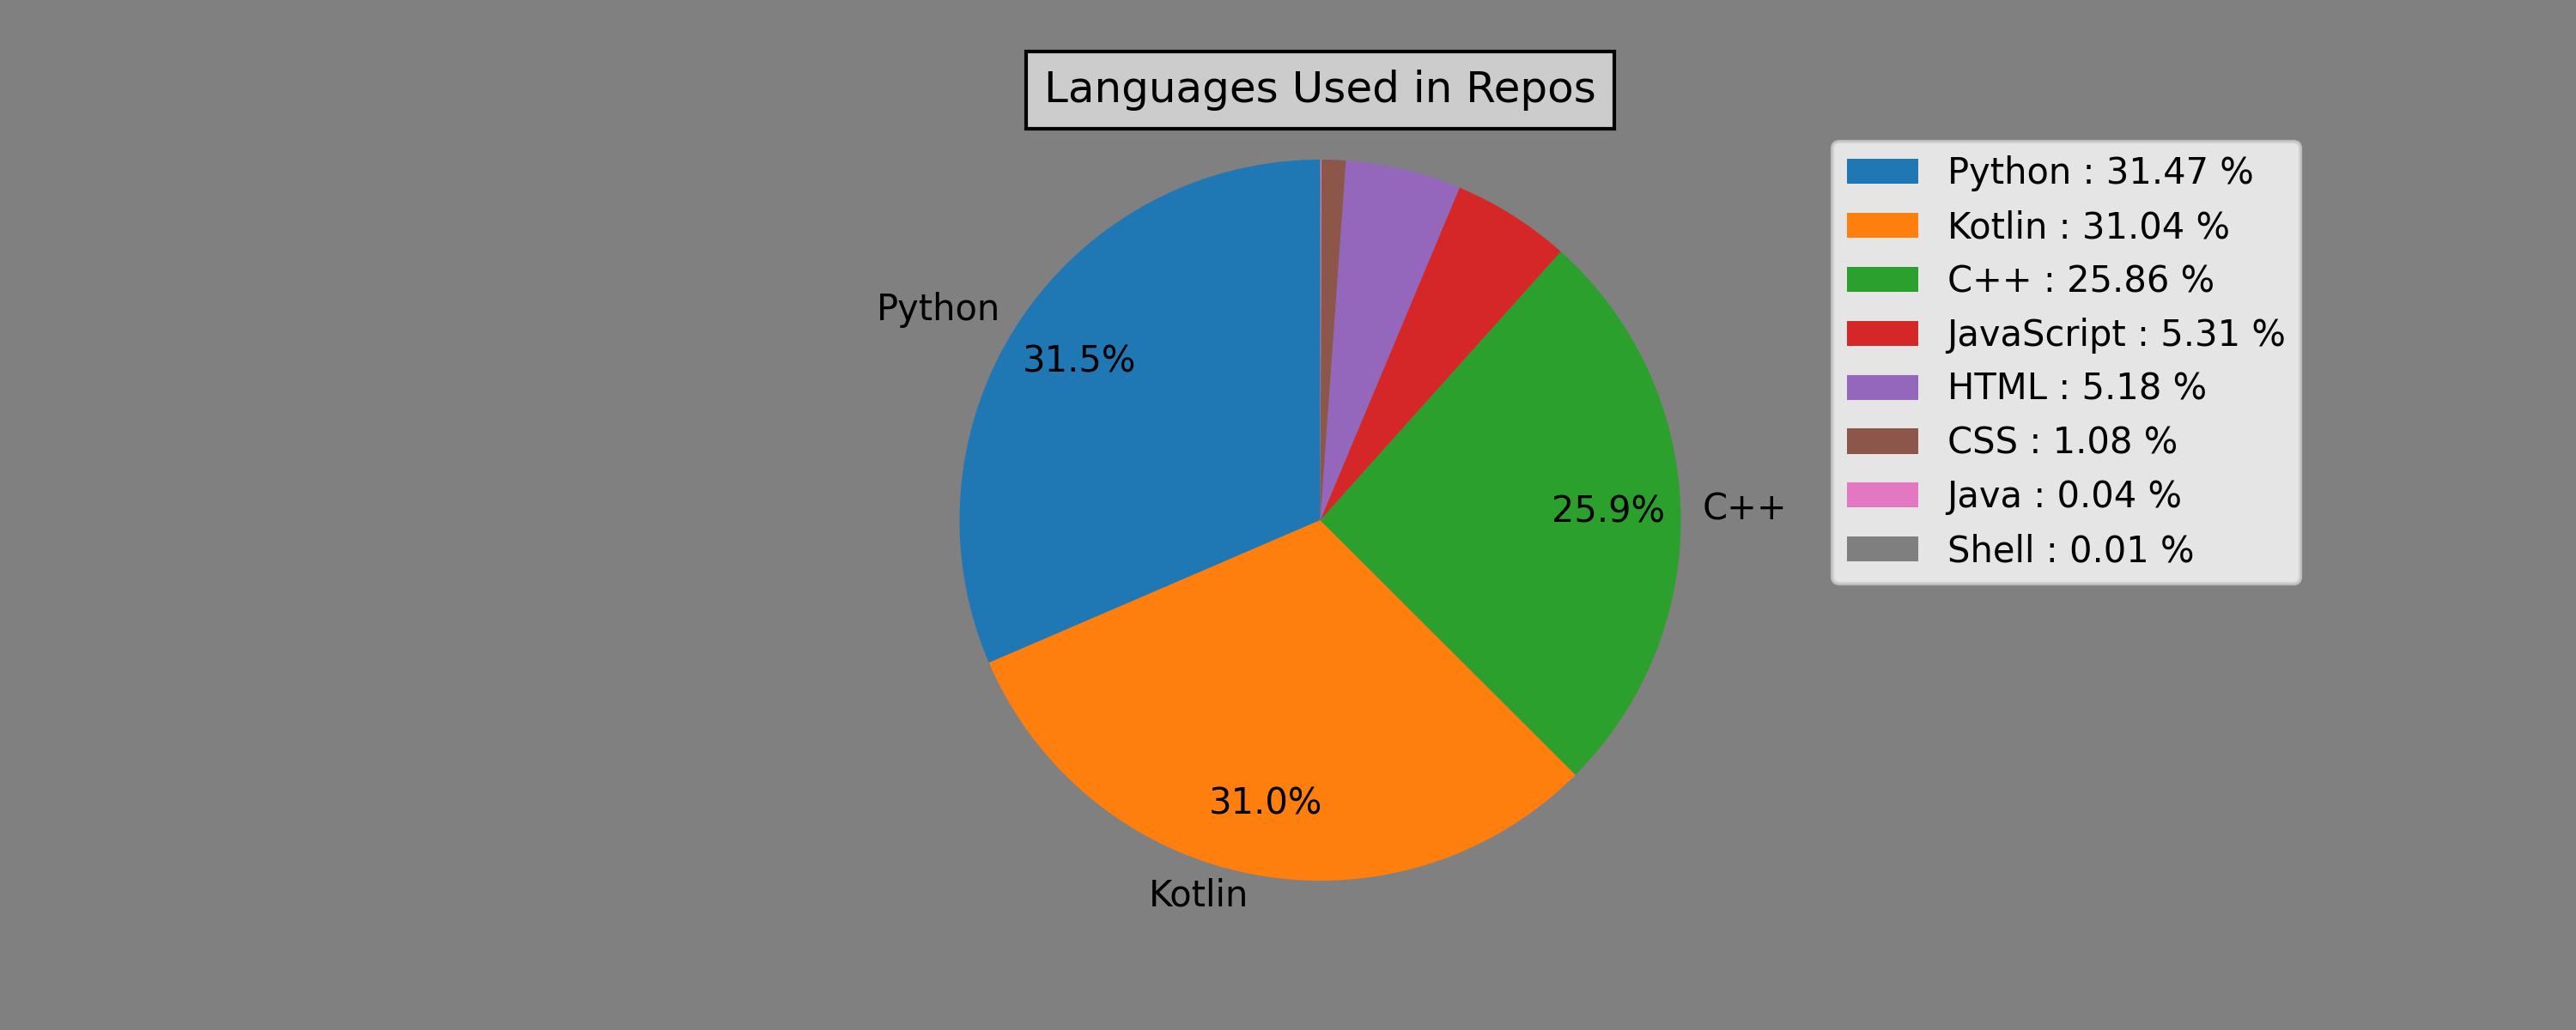 Languages Used in Repos
Python
31.5%
31.0%
Kotlin
25.9%
C++
Python : 31.47 %
Kotlin : 31.04 %
C++ : 25.86 %
JavaScript : 5.31 %
HTML : 5.18 %
CSS : 1.08 %
Java : 0.04 %
Shell : 0.01 %